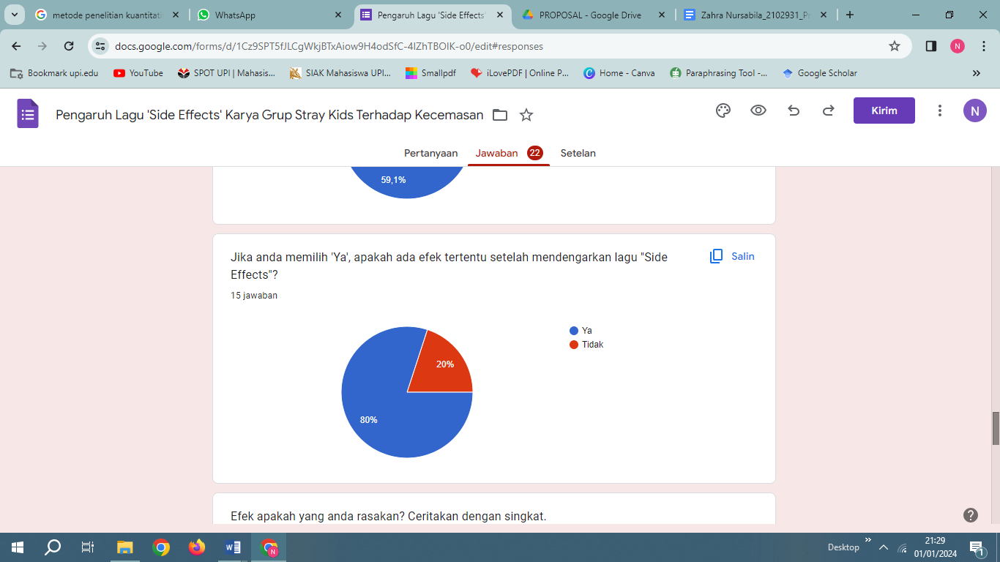 metode penelitian kuantitati
WhatsApp
Pengaruh Lagu 'Side Effects'
PROPOSAL - Google Drive
Zahra Nursabila_2102931_Pr
docs.google.com/forms/d/1Cz9SPT5fJLCgWkjBTxAiow9H4odSfC-4lZhTBOlK-o0/edit#responses
N
Bookmark upi.edu
YouTube
SPOT UPI | Mahasis...
SIAK Mahasiswa UPI...
Smallpdf
iLovePDF | Online P...
Home - Canva
Paraphrasing Tool -...
Google Scholar
Pengaruh Lagu 'Side Effects' Karya Grup Stray Kids Terhadap Kecemasan
Kirim
N
Pertanyaan
Jawaban 22
Setelan
59,1%
Jika anda memilih 'Ya', apakah ada efek tertentu setelah mendengarkan lagu "Side
Effects"?
Salin
15 jawaban
Ya
Tidak
20%
80%
Efek apakah yang anda rasakan? Ceritakan dengan singkat.
N
Desktop
21:29
01/01/2024
1